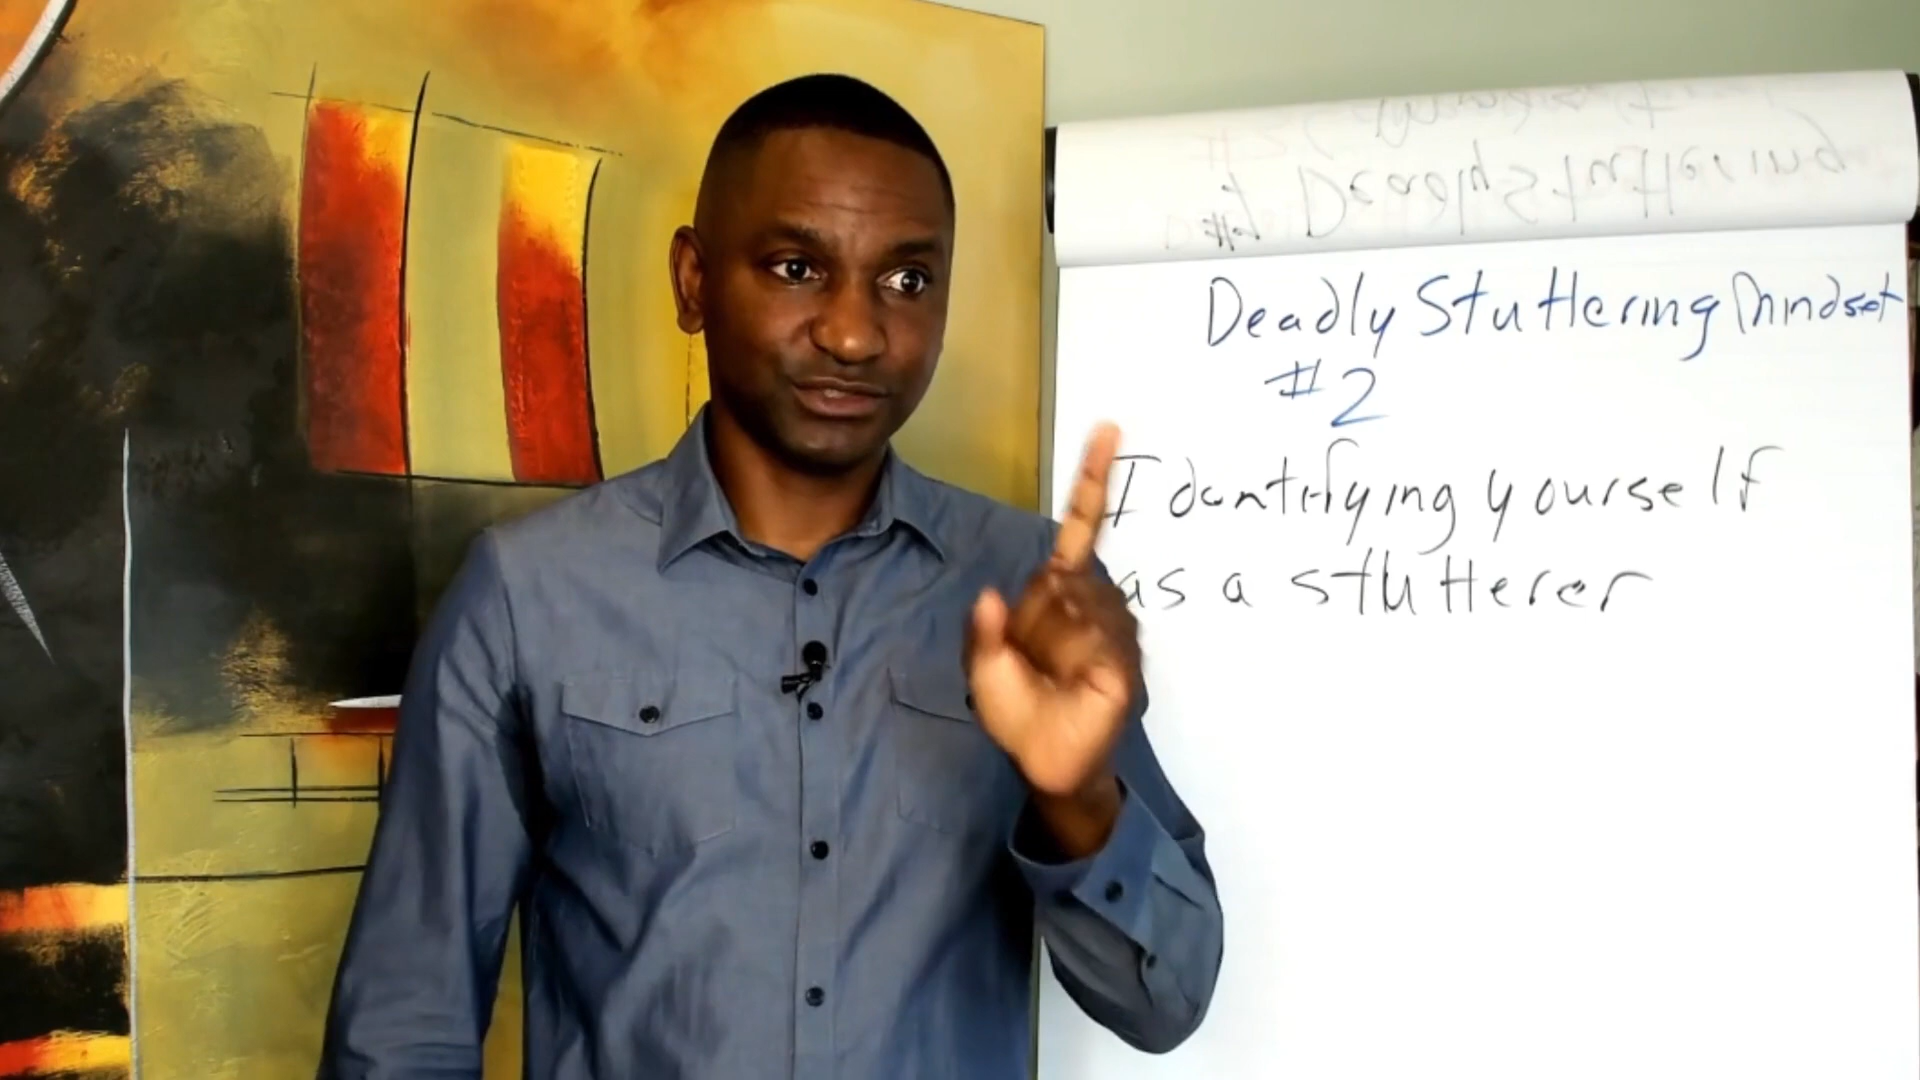 Deadly Stuttering Mindset
#2
Identifying yourself
as a stutterer